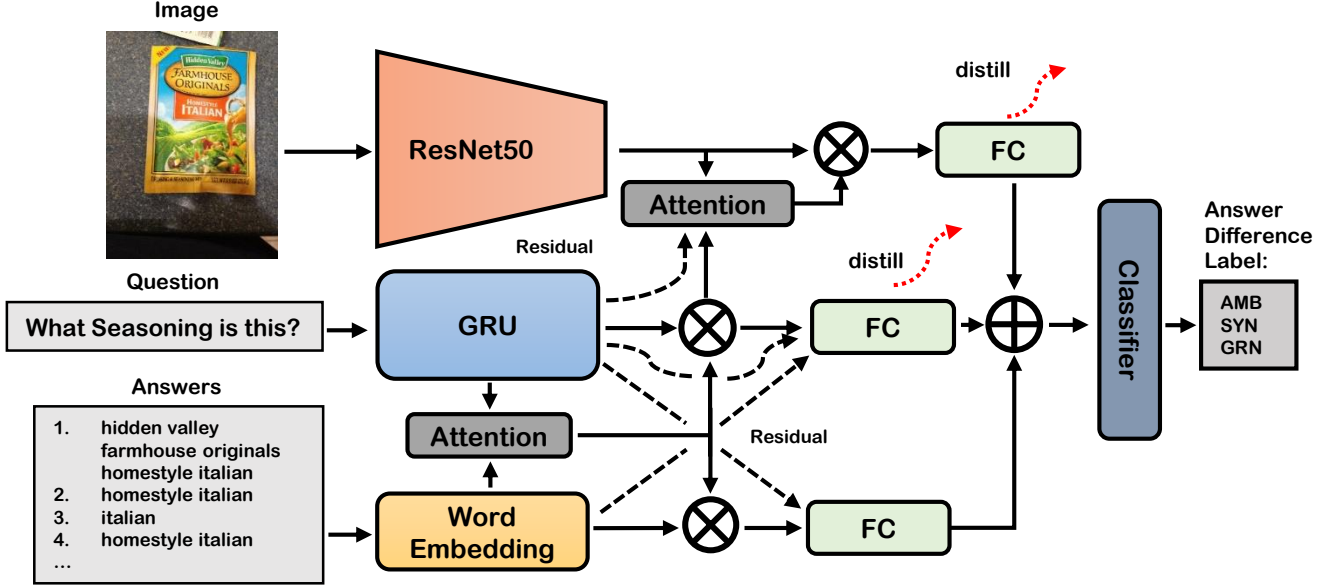 Image
NEW
Hidden Valley
FARMHOUSE
ORIGINALS
HOMESTYLE
ITALIAN
ResNet50
distill
FC
Attention
Residual
Answer
Difference
Label:
AMB
SYN
GRN
Question
What Seasoning is this?
GRU
distill
FC
Classifier
Answers
1. hidden valley
farmhouse originals
homestyle italian
2. homestyle italian
3. italian
4. homestyle italian
...
Attention
Residual
Word
Embedding
FC